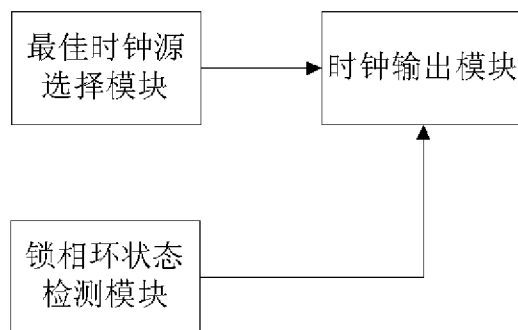 最佳时钟源
选择模块
时钟输出模块
锁相环状态
检测模块